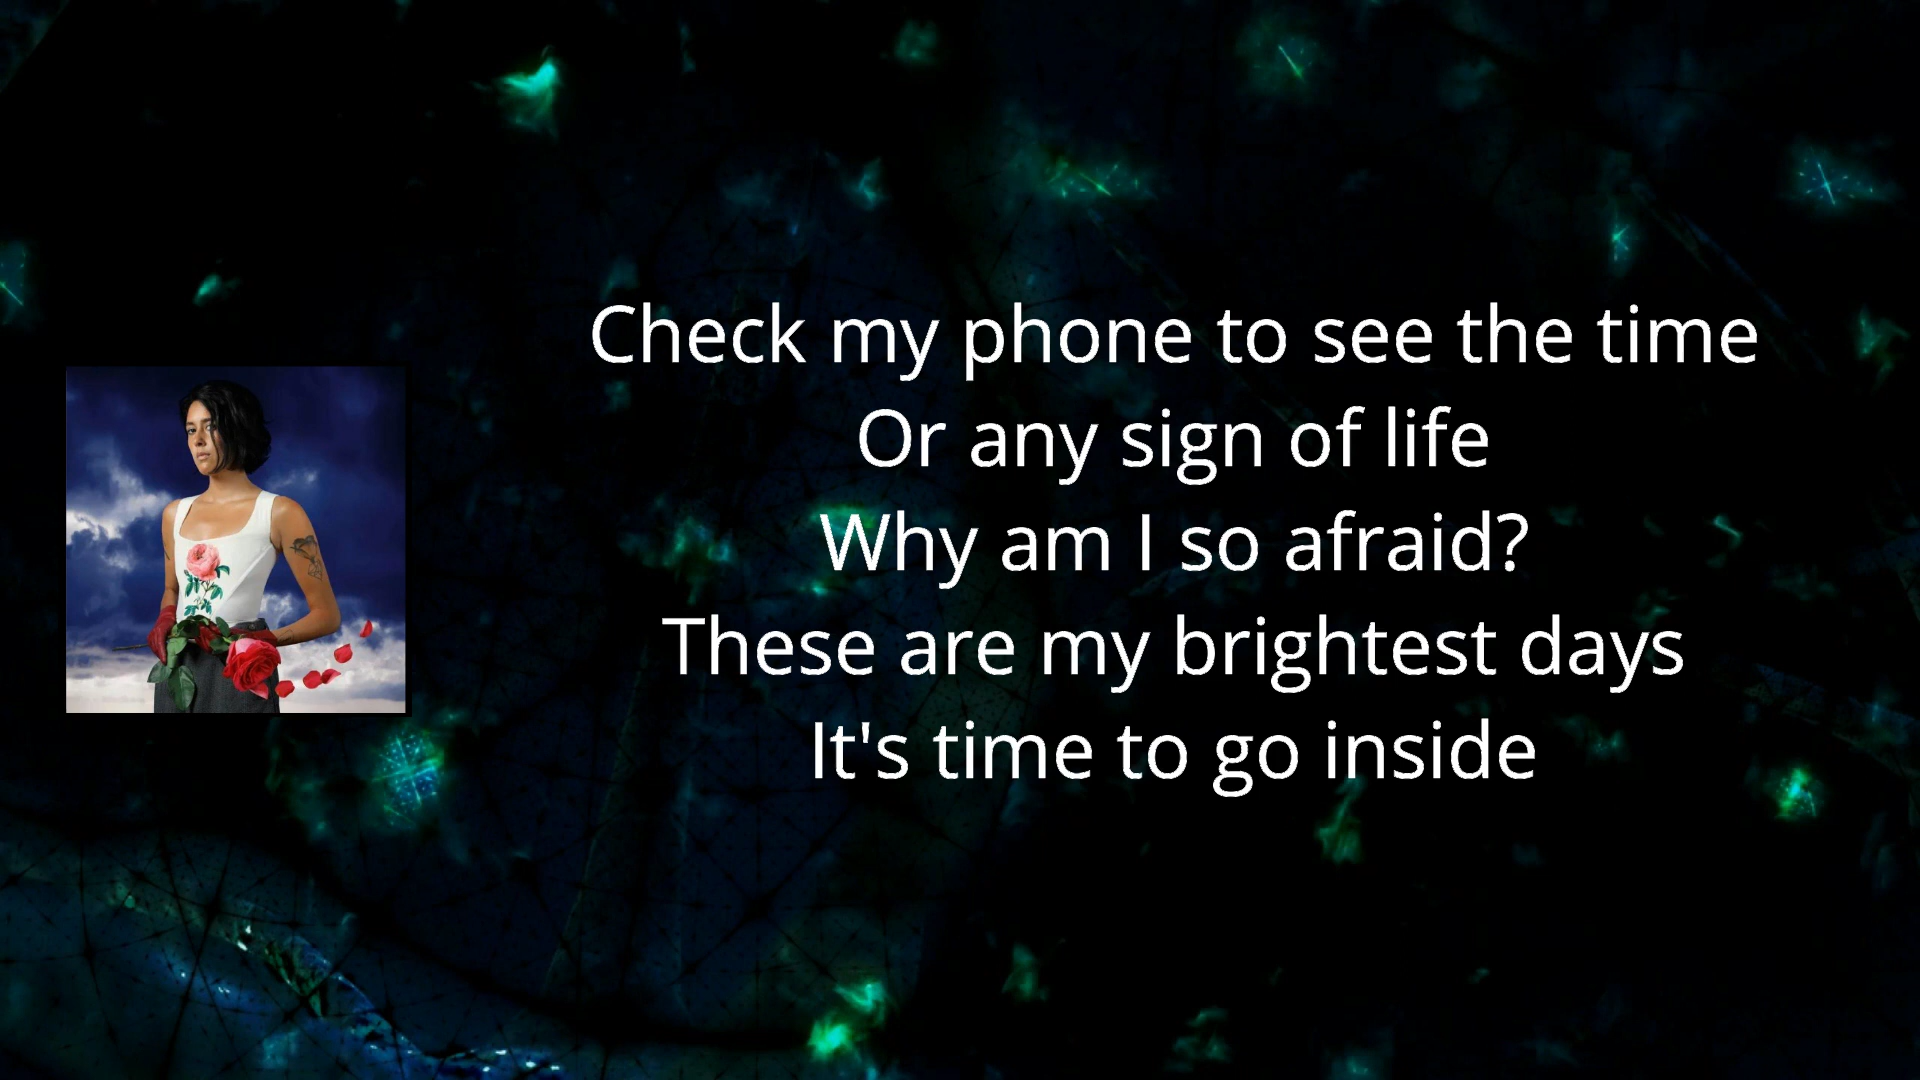 Check my phone to see the time
Or any sign of life
Why am I so afraid?
These are my brightest days
It's time to go inside